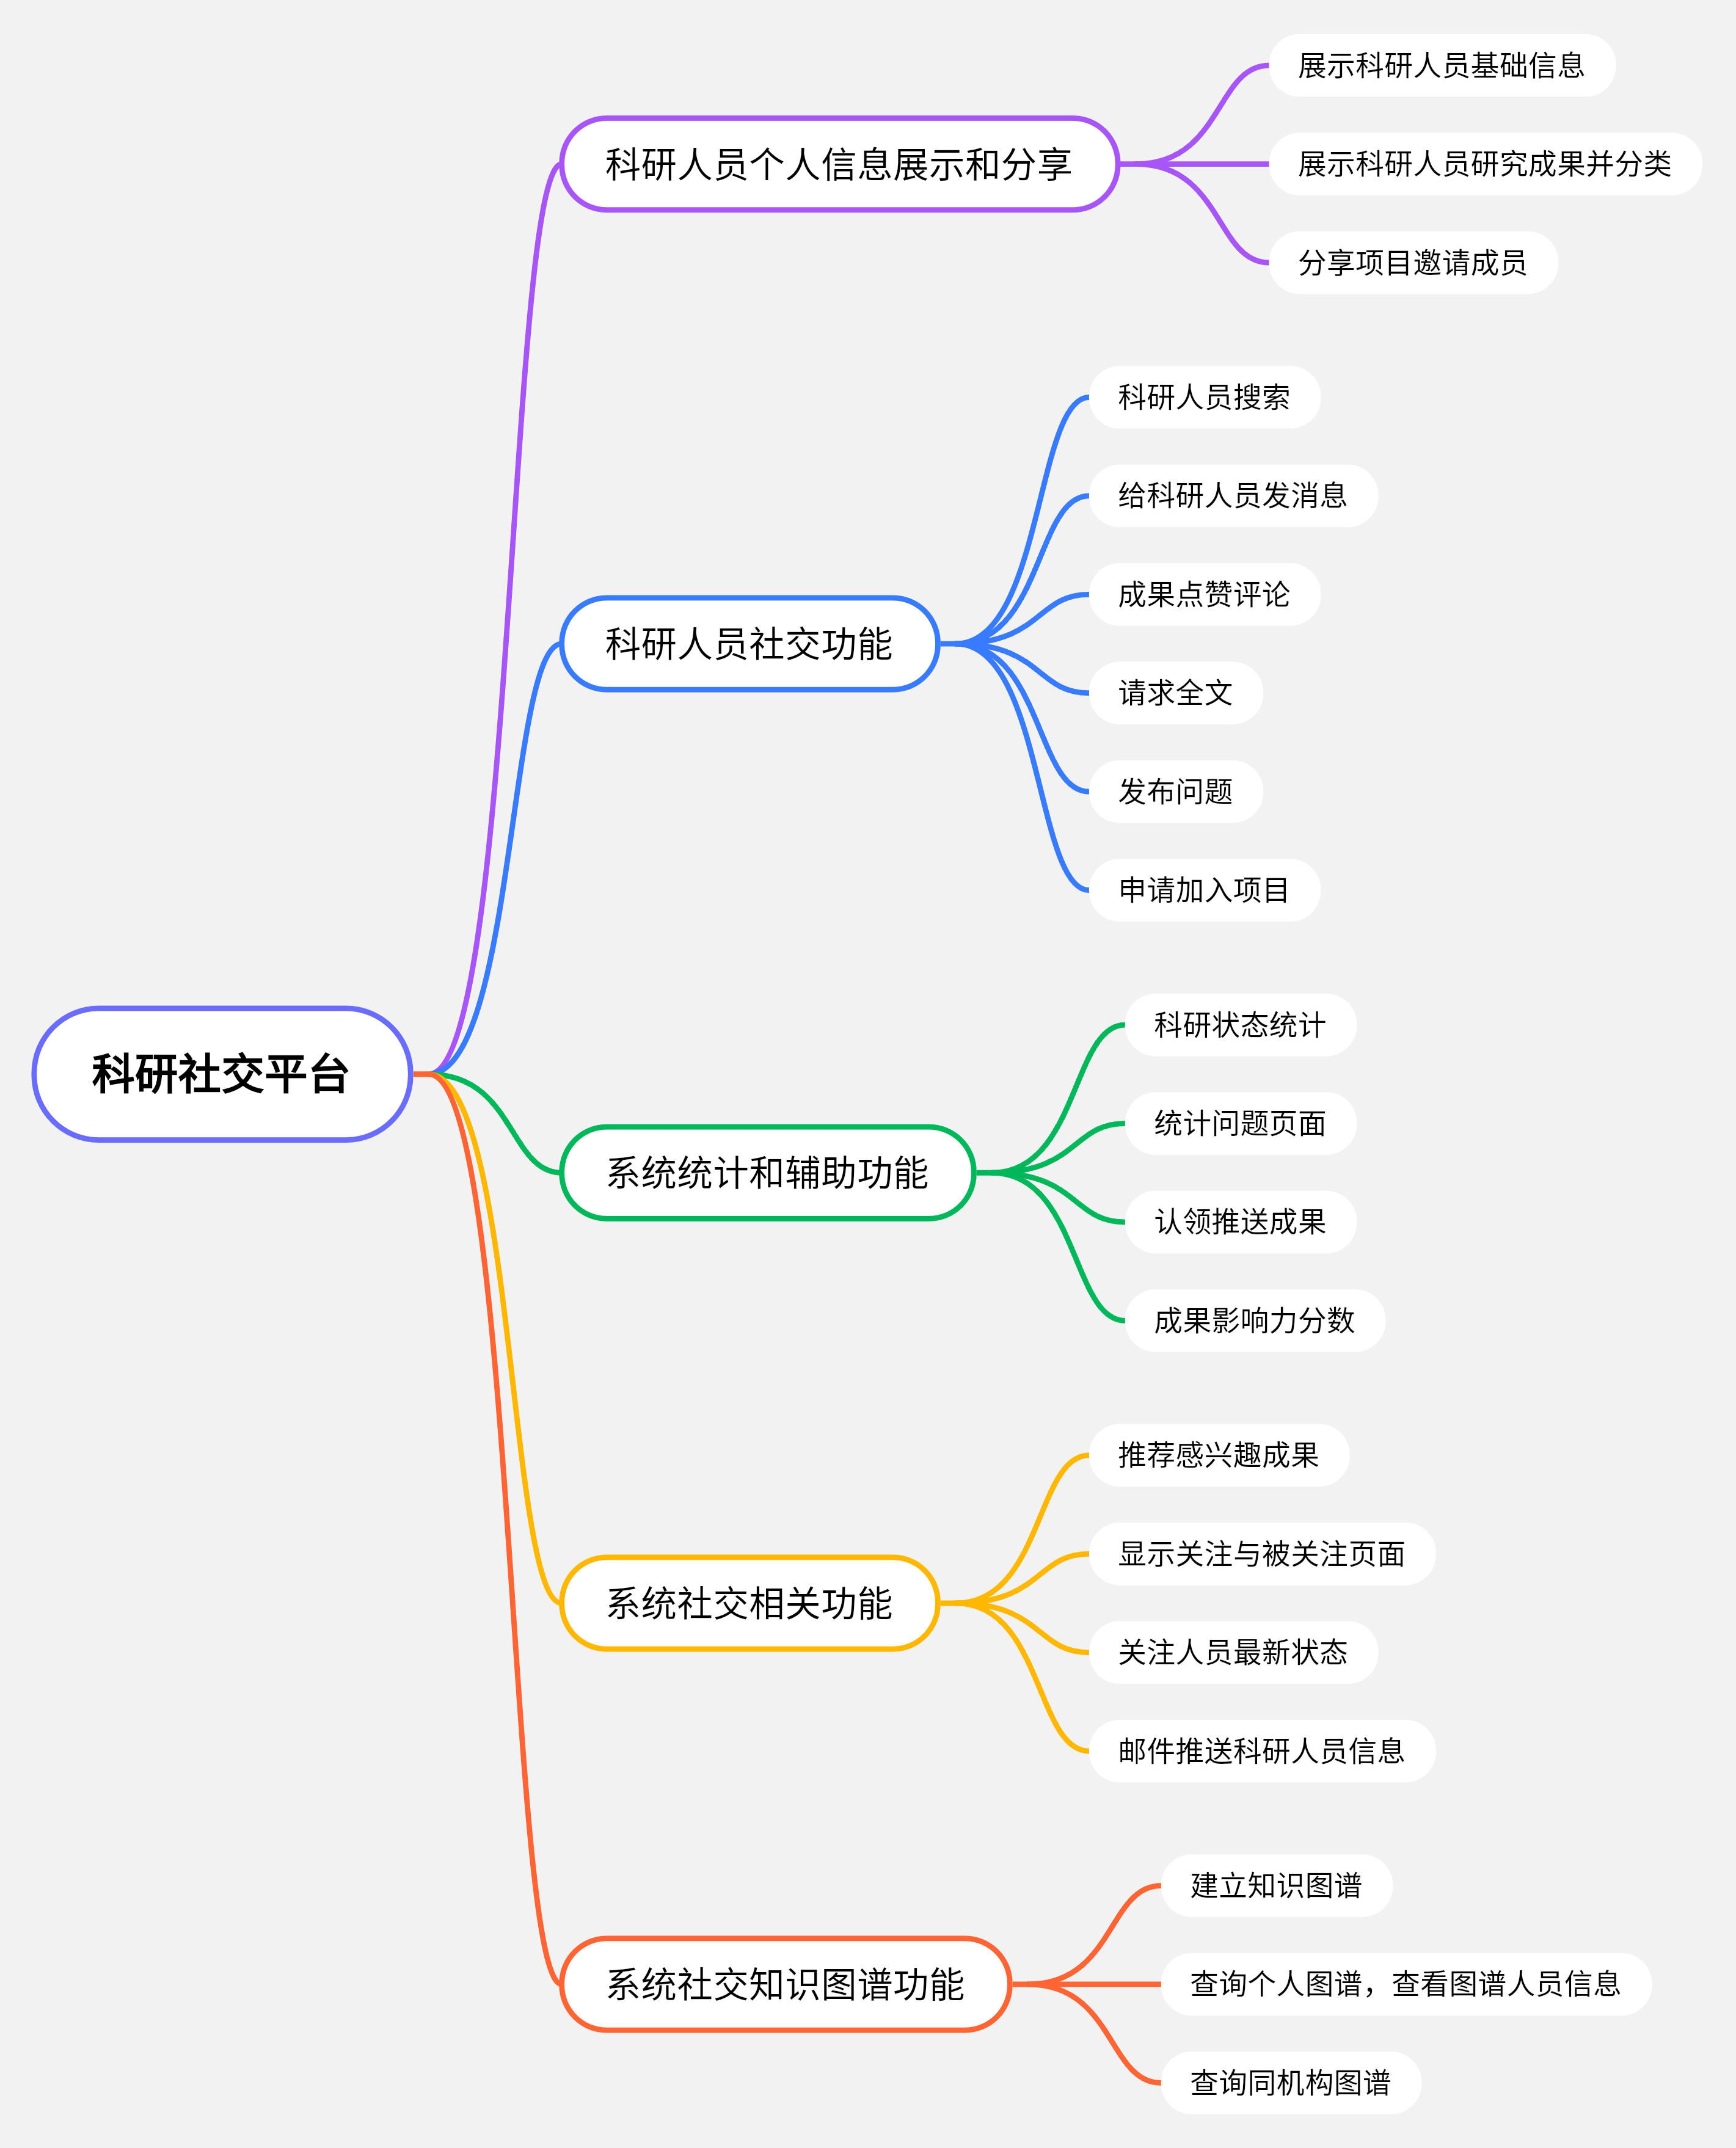 科研社交平台
科研人员个人信息展示和分享
展示科研人员基础信息
展示科研人员研究成果并分类
分享项目邀请成员
科研人员社交功能
科研人员搜索
给科研人员发消息
成果点赞评论
请求全文
发布问题
申请加入项目
系统统计和辅助功能
科研状态统计
统计问题页面
认领推送成果
成果影响力分数
系统社交相关功能
推荐感兴趣成果
显示关注与被关注页面
关注人员最新状态
邮件推送科研人员信息
系统社交知识图谱功能
建立知识图谱
查询个人图谱，查看图谱人员信息
查询同机构图谱